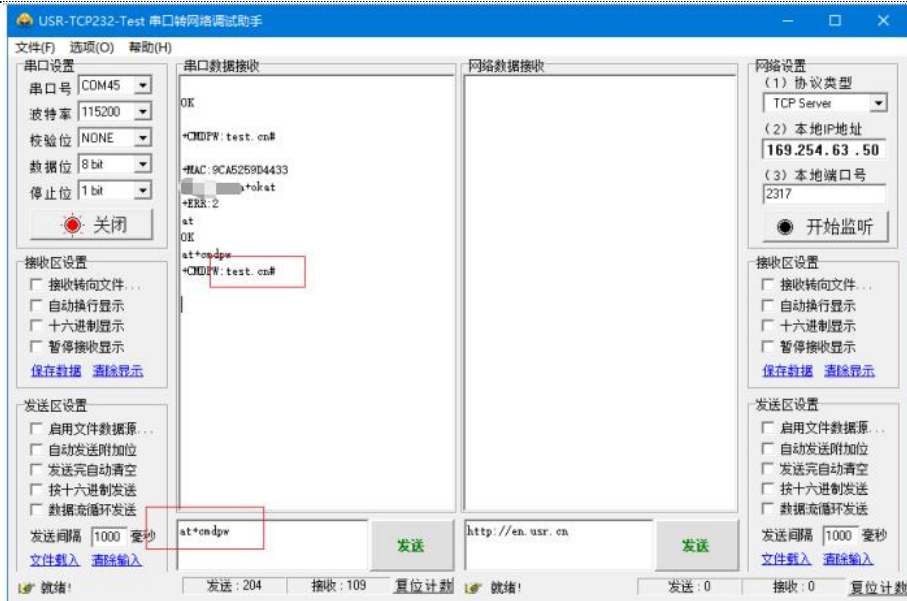 USR-TCP232-Test 串口转网络调试助手
文件(F) 选项(O) 帮助(H)
串口设置
串口号 COM45
波特率 115200
校验位 NONE
数据位 8 bit
停止位 1 bit
关闭
接收区设置
接收转向文件...
自动换行显示
十六进制显示
暂停接收显示
保存数据 清除显示
发送区设置
启用文件数据源...
自动发送附加位
发送完自动清空
按十六进制发送
数据流循环发送
发送间隔 1000 毫秒
文件载入 清除输入
串口数据接收
OK
+CMDPW:test.cn#
+MAC:9CA5259D4433
+okat
+ERR:2
at
OK
at+cmdpw
+CMDPW:test.cn#
at+cmdpw
发送
网络数据接收
http://en.usr.cn
发送
网络设置
(1) 协议类型
TCP Server
(2) 本地IP地址
169.254.63.50
(3) 本地端口号
2317
开始监听
接收区设置
接收转向文件...
自动换行显示
十六进制显示
暂停接收显示
保存数据 清除显示
发送区设置
启用文件数据源...
自动发送附加位
发送完自动清空
按十六进制发送
数据流循环发送
发送间隔 1000 毫秒
文件载入 清除输入
就绪! 发送:204 接收:109 复位计数
就绪! 发送:0 接收:0 复位计数